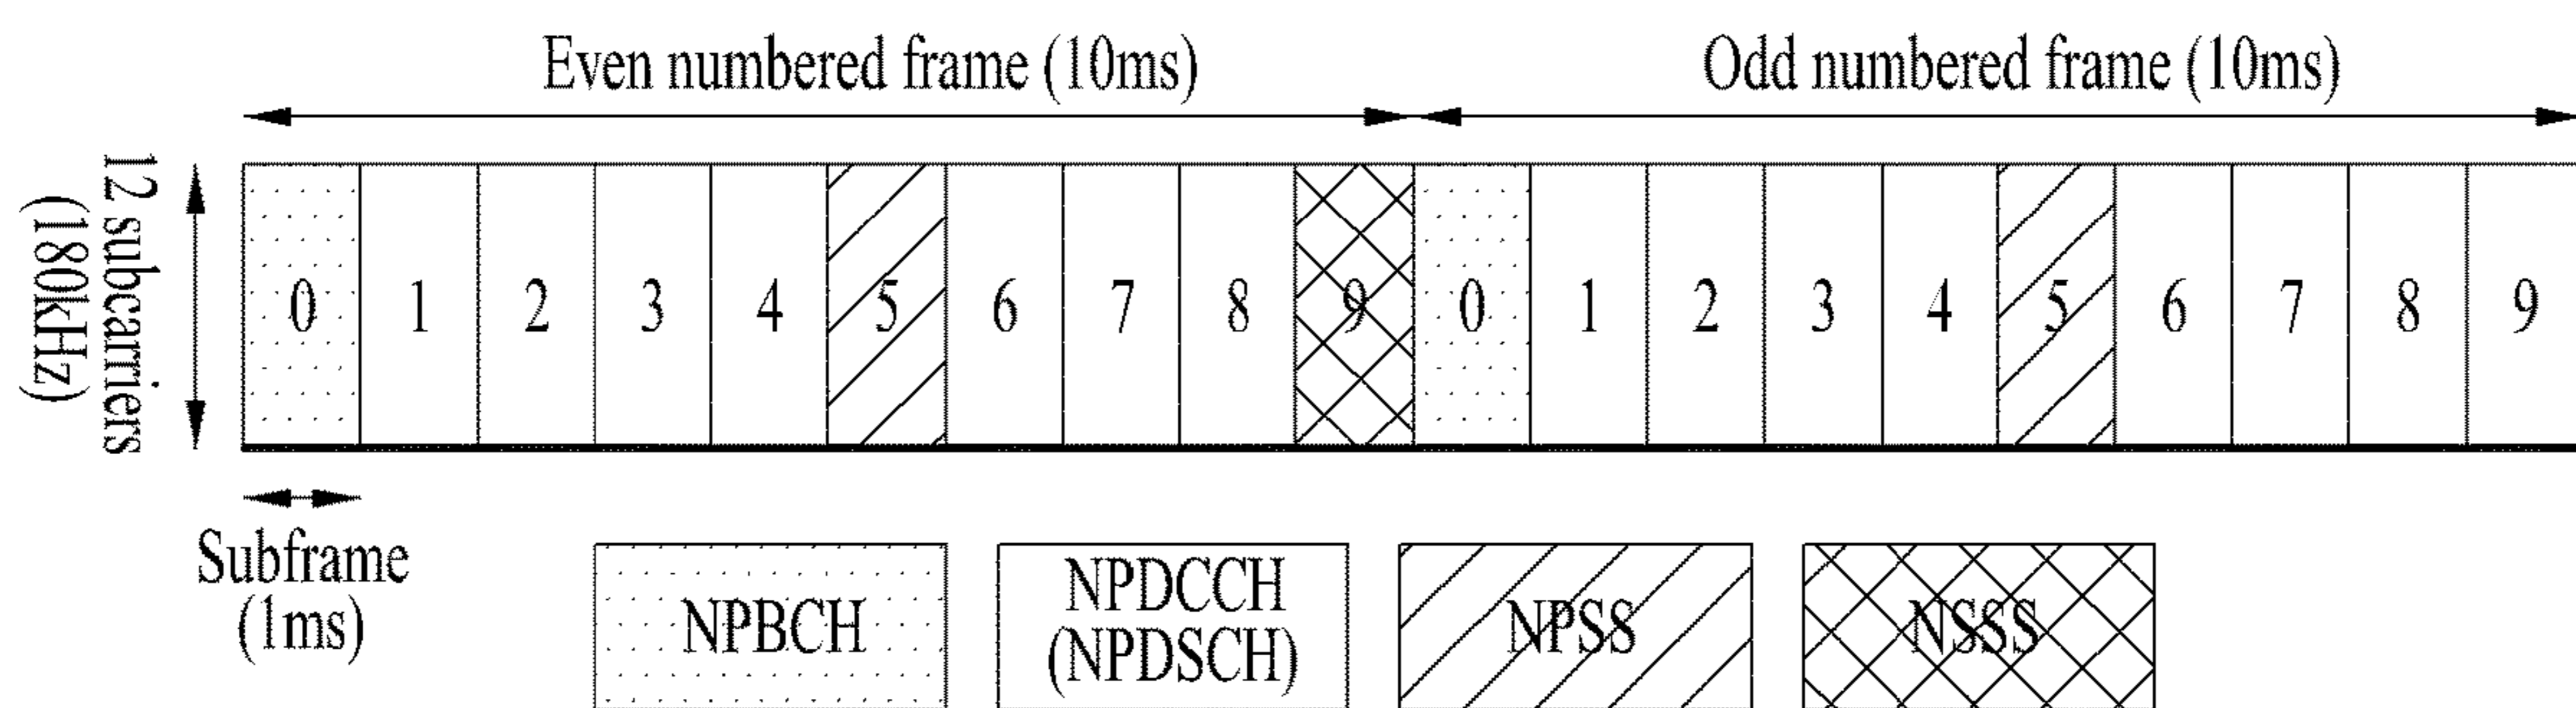 Even numbered frame (10ms)
Odd numbered frame (10ms)
12 subcarriers
(180kHz)
0 1 2 3 4 5 6 7 8 9 0 1 2 3 4 5 6 7 8 9
Subframe
(1ms)
NPBCH
NPDCCH
(NPDSCH)
NPSS
NSSS